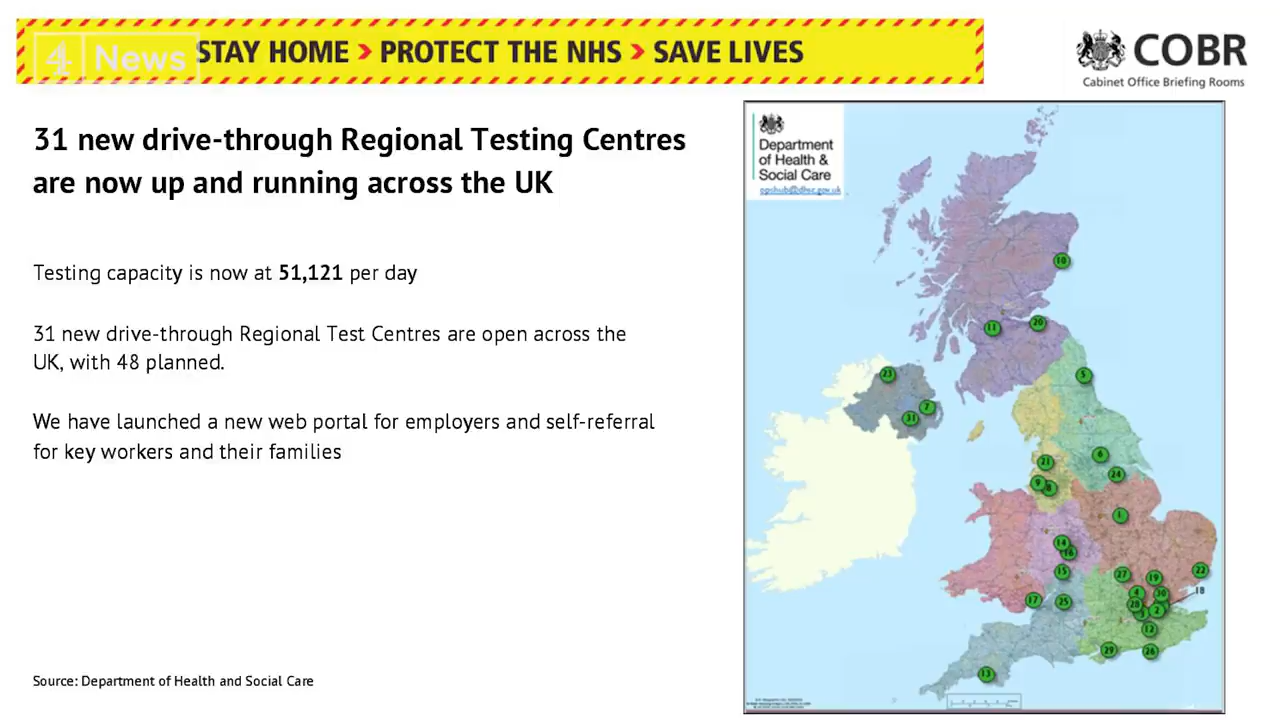 4 News
STAY HOME > PROTECT THE NHS > SAVE LIVES
COBR
Cabinet Office Briefing Rooms
31 new drive-through Regional Testing Centres
are now up and running across the UK
Testing capacity is now at 51,121 per day
31 new drive-through Regional Test Centres are open across the
UK, with 48 planned.
We have launched a new web portal for employers and self-referral
for key workers and their families
Source: Department of Health and Social Care
Department
of Health &
Social Care
opshub@dhsc.gov.uk
10
11
20
23
5
7
31
6
21
24
9
8
1
14
16
15
27
19
22
4
30
18
17
25
28
3
2
12
29
26
13